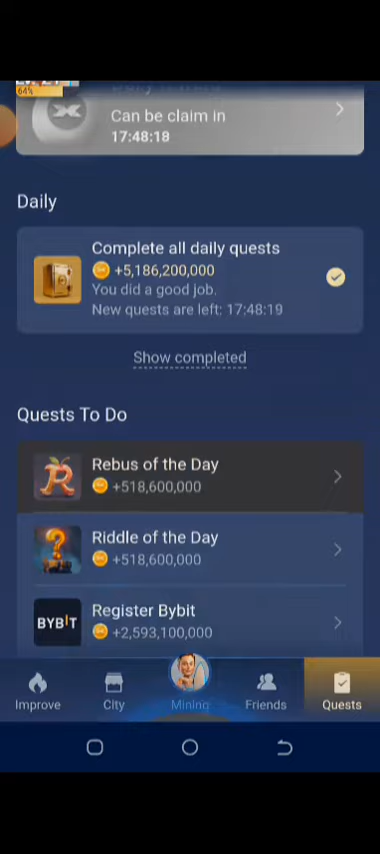 64%
Can be claim in
17:48:18
Daily
Complete all daily quests
+5,186,200,000
You did a good job.
New quests are left: 17:48:19
Show completed
Quests To Do
Rebus of the Day
+518,600,000
Riddle of the Day
+518,600,000
BYBIT
Register Bybit
+2,593,100,000
Improve
City
Mining
Friends
Quests